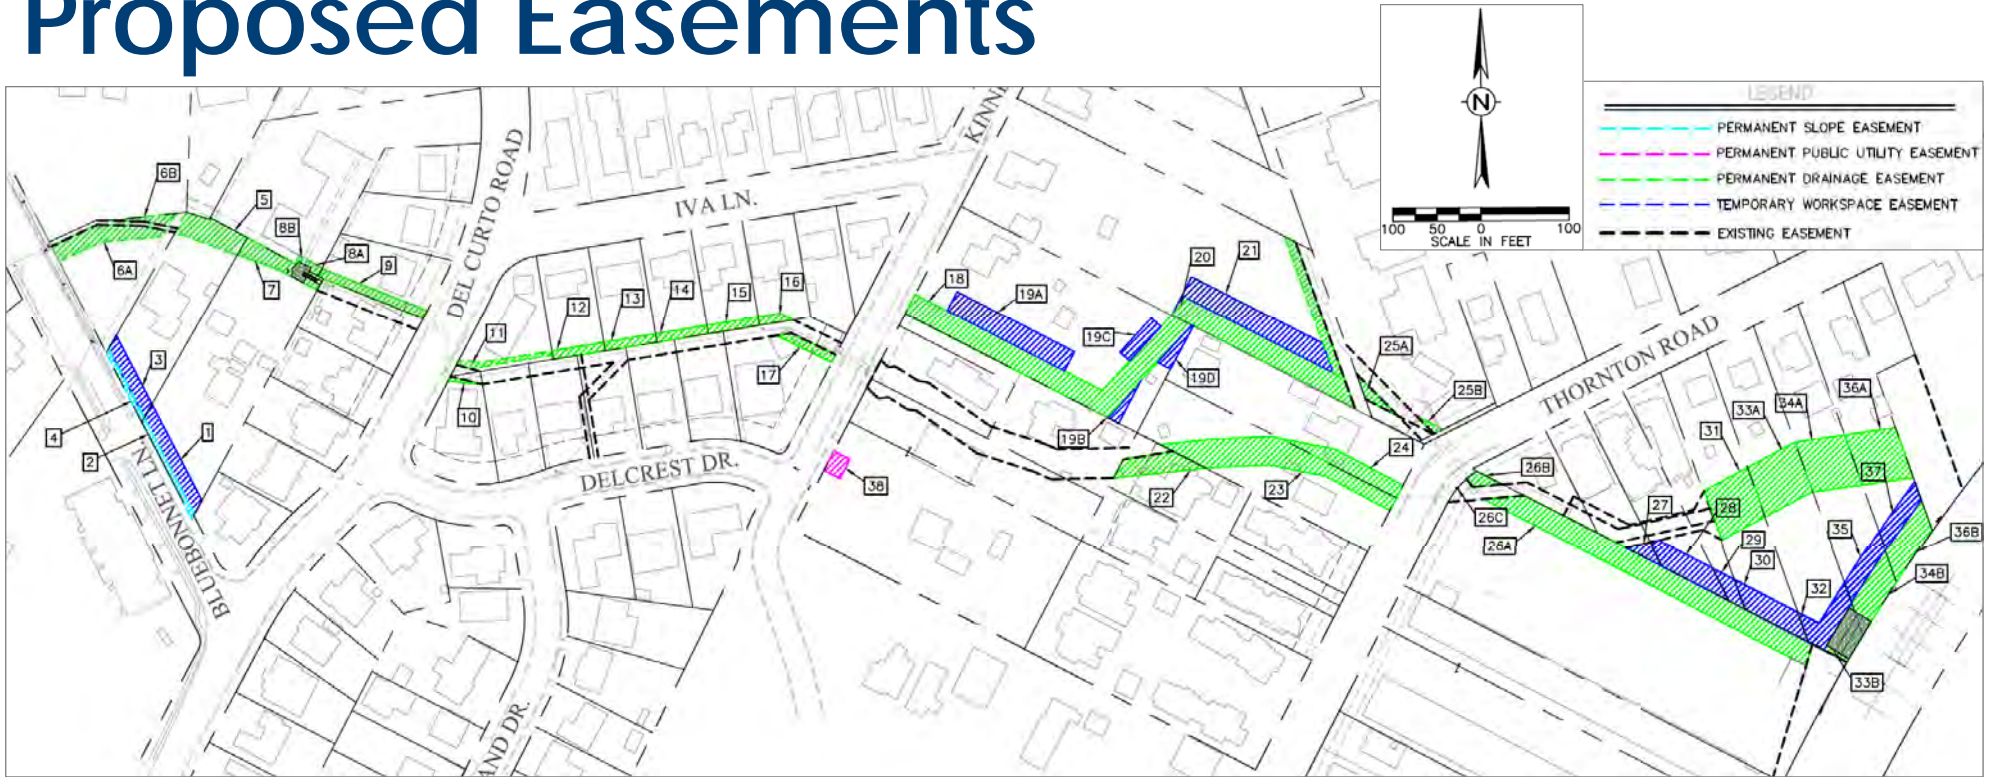 Proposed Easements
N
100 50 0 100
SCALE IN FEET
LEGEND
PERMANENT SLOPE EASEMENT
PERMANENT PUBLIC UTILITY EASEMENT
PERMANENT DRAINAGE EASEMENT
TEMPORARY WORKSPACE EASEMENT
EXISTING EASEMENT
6B
5
8B
8A
9
6A
7
3
4
1
2
BLUEBONNET LN
DEL CURTO ROAD
IVA LN.
KINNE
11
12
13
14
15
16
10
17
DELCREST DR.
AND DR.
38
18
19A
19C
20
21
19D
19B
25A
25B
24
22
23
THORNTON ROAD
26B
26C
26A
27
28
29
30
31
33A
34A
36A
37
35
32
36B
34B
33B